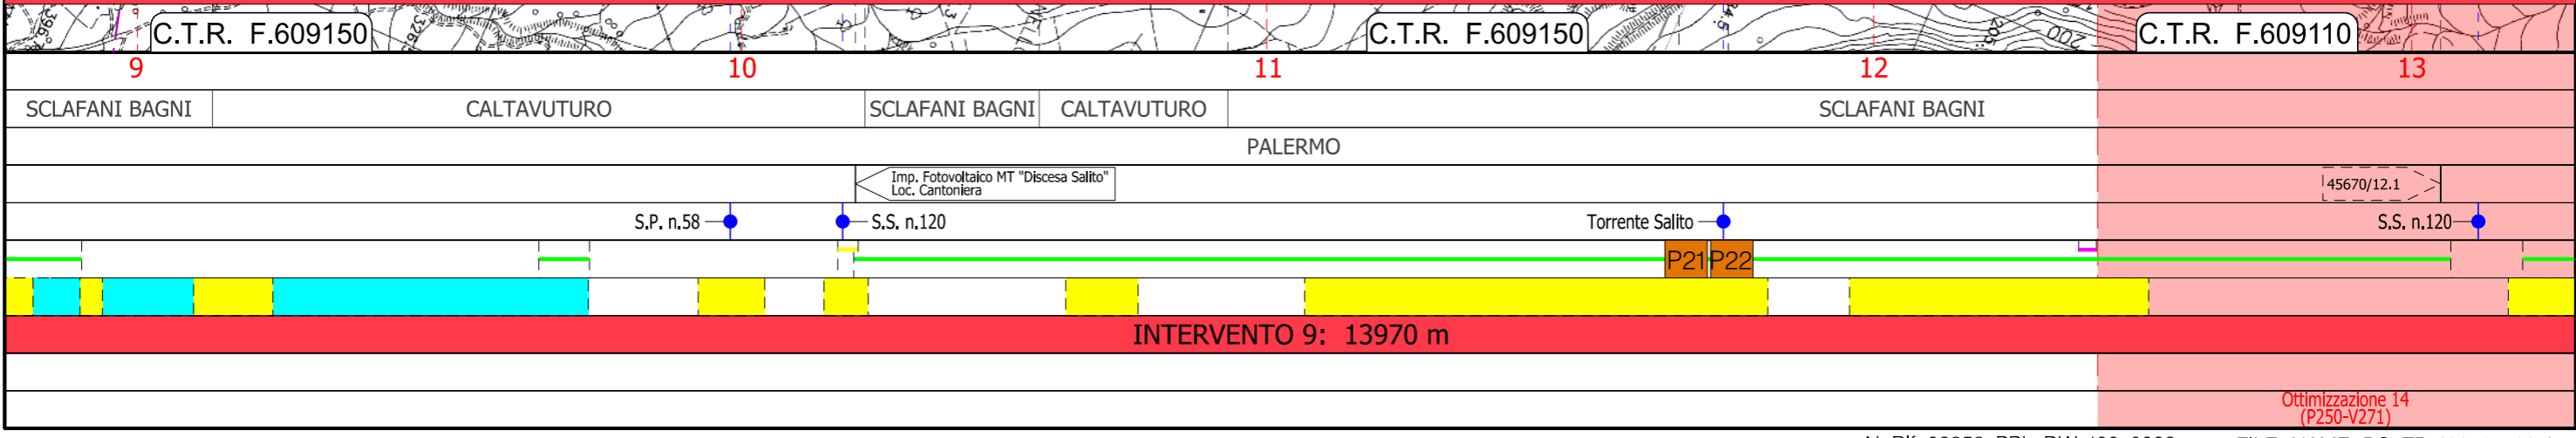 C.T.R. F.609150
C.T.R. F.609150
C.T.R. F.609110
9
10
11
12
13
SCLAFANI BAGNI
CALTAVUTURO
SCLAFANI BAGNI
CALTAVUTURO
SCLAFANI BAGNI
PALERMO
Imp. Fotovoltaico MT "Discesa Salito"
Loc. Cantoniera
45670/12.1
S.P. n.58
S.S. n.120
Torrente Salito
S.S. n.120
P21
P22
INTERVENTO 9: 13970 m
Ottimizzazione 14
(P250-V271)